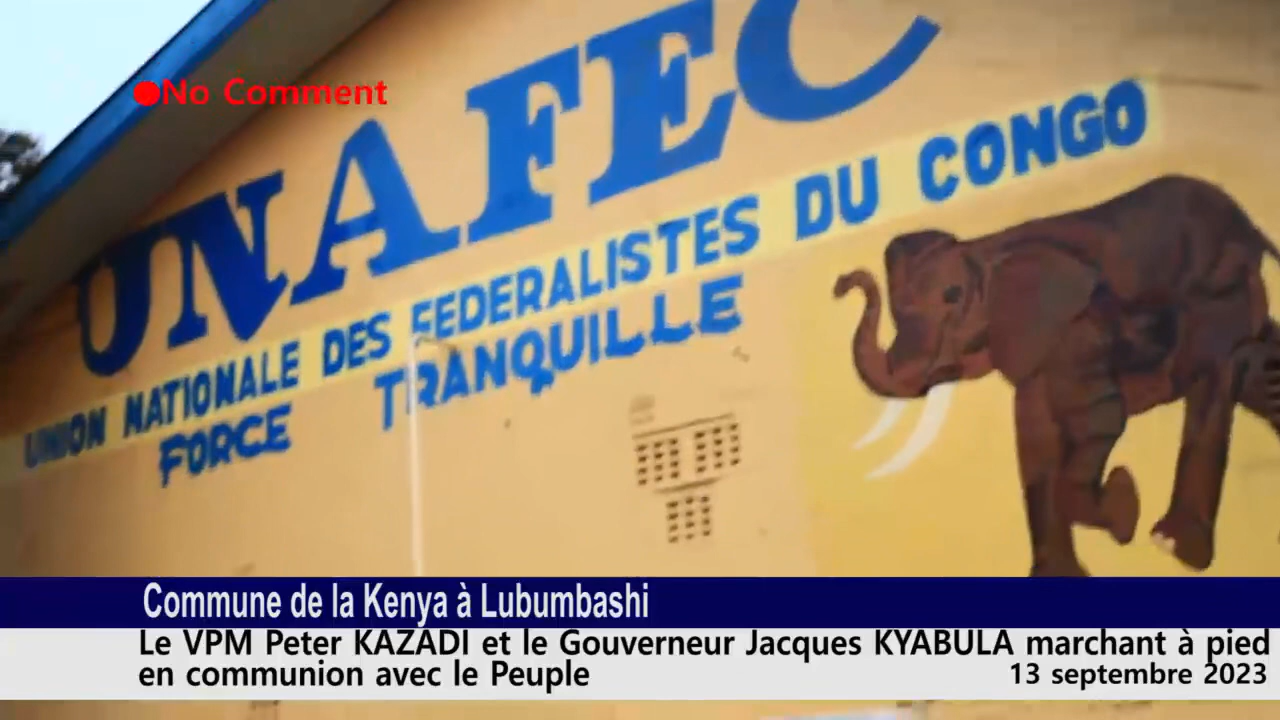 No Comment
UNAFEC
UNION NATIONALE DES FEDERALISTES DU CONGO
FORCE TRANQUILLE
Commune de la Kenya à Lubumbashi
Le VPM Peter KAZADI et le Gouverneur Jacques KYABULA marchant à pied
en communion avec le Peuple
13 septembre 2023